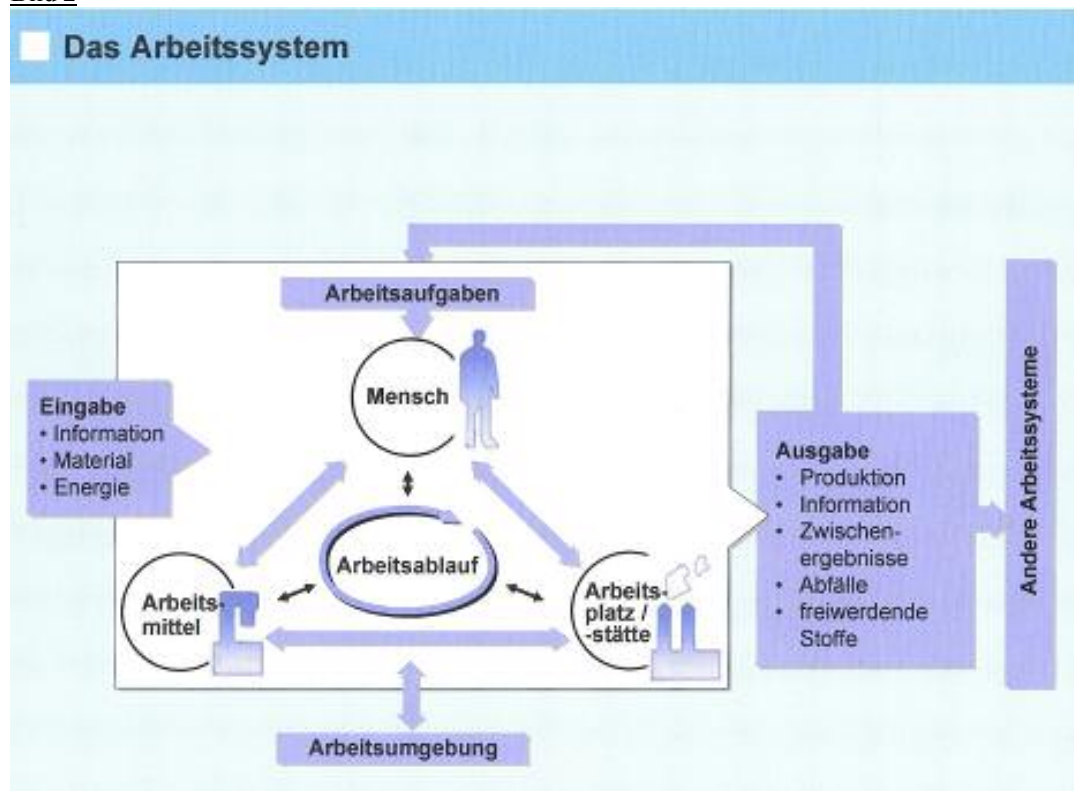 Das Arbeitssystem
Arbeitsaufgaben
Mensch
Eingabe
• Information
• Material
• Energie
Arbeitsablauf
Arbeits-
mittel
Arbeits-
platz /
-stätte
Ausgabe
• Produktion
• Information
• Zwischen-
ergebnisse
• Abfälle
• freiwerdende
Stoffe
Andere Arbeitssysteme
Arbeitsumgebung